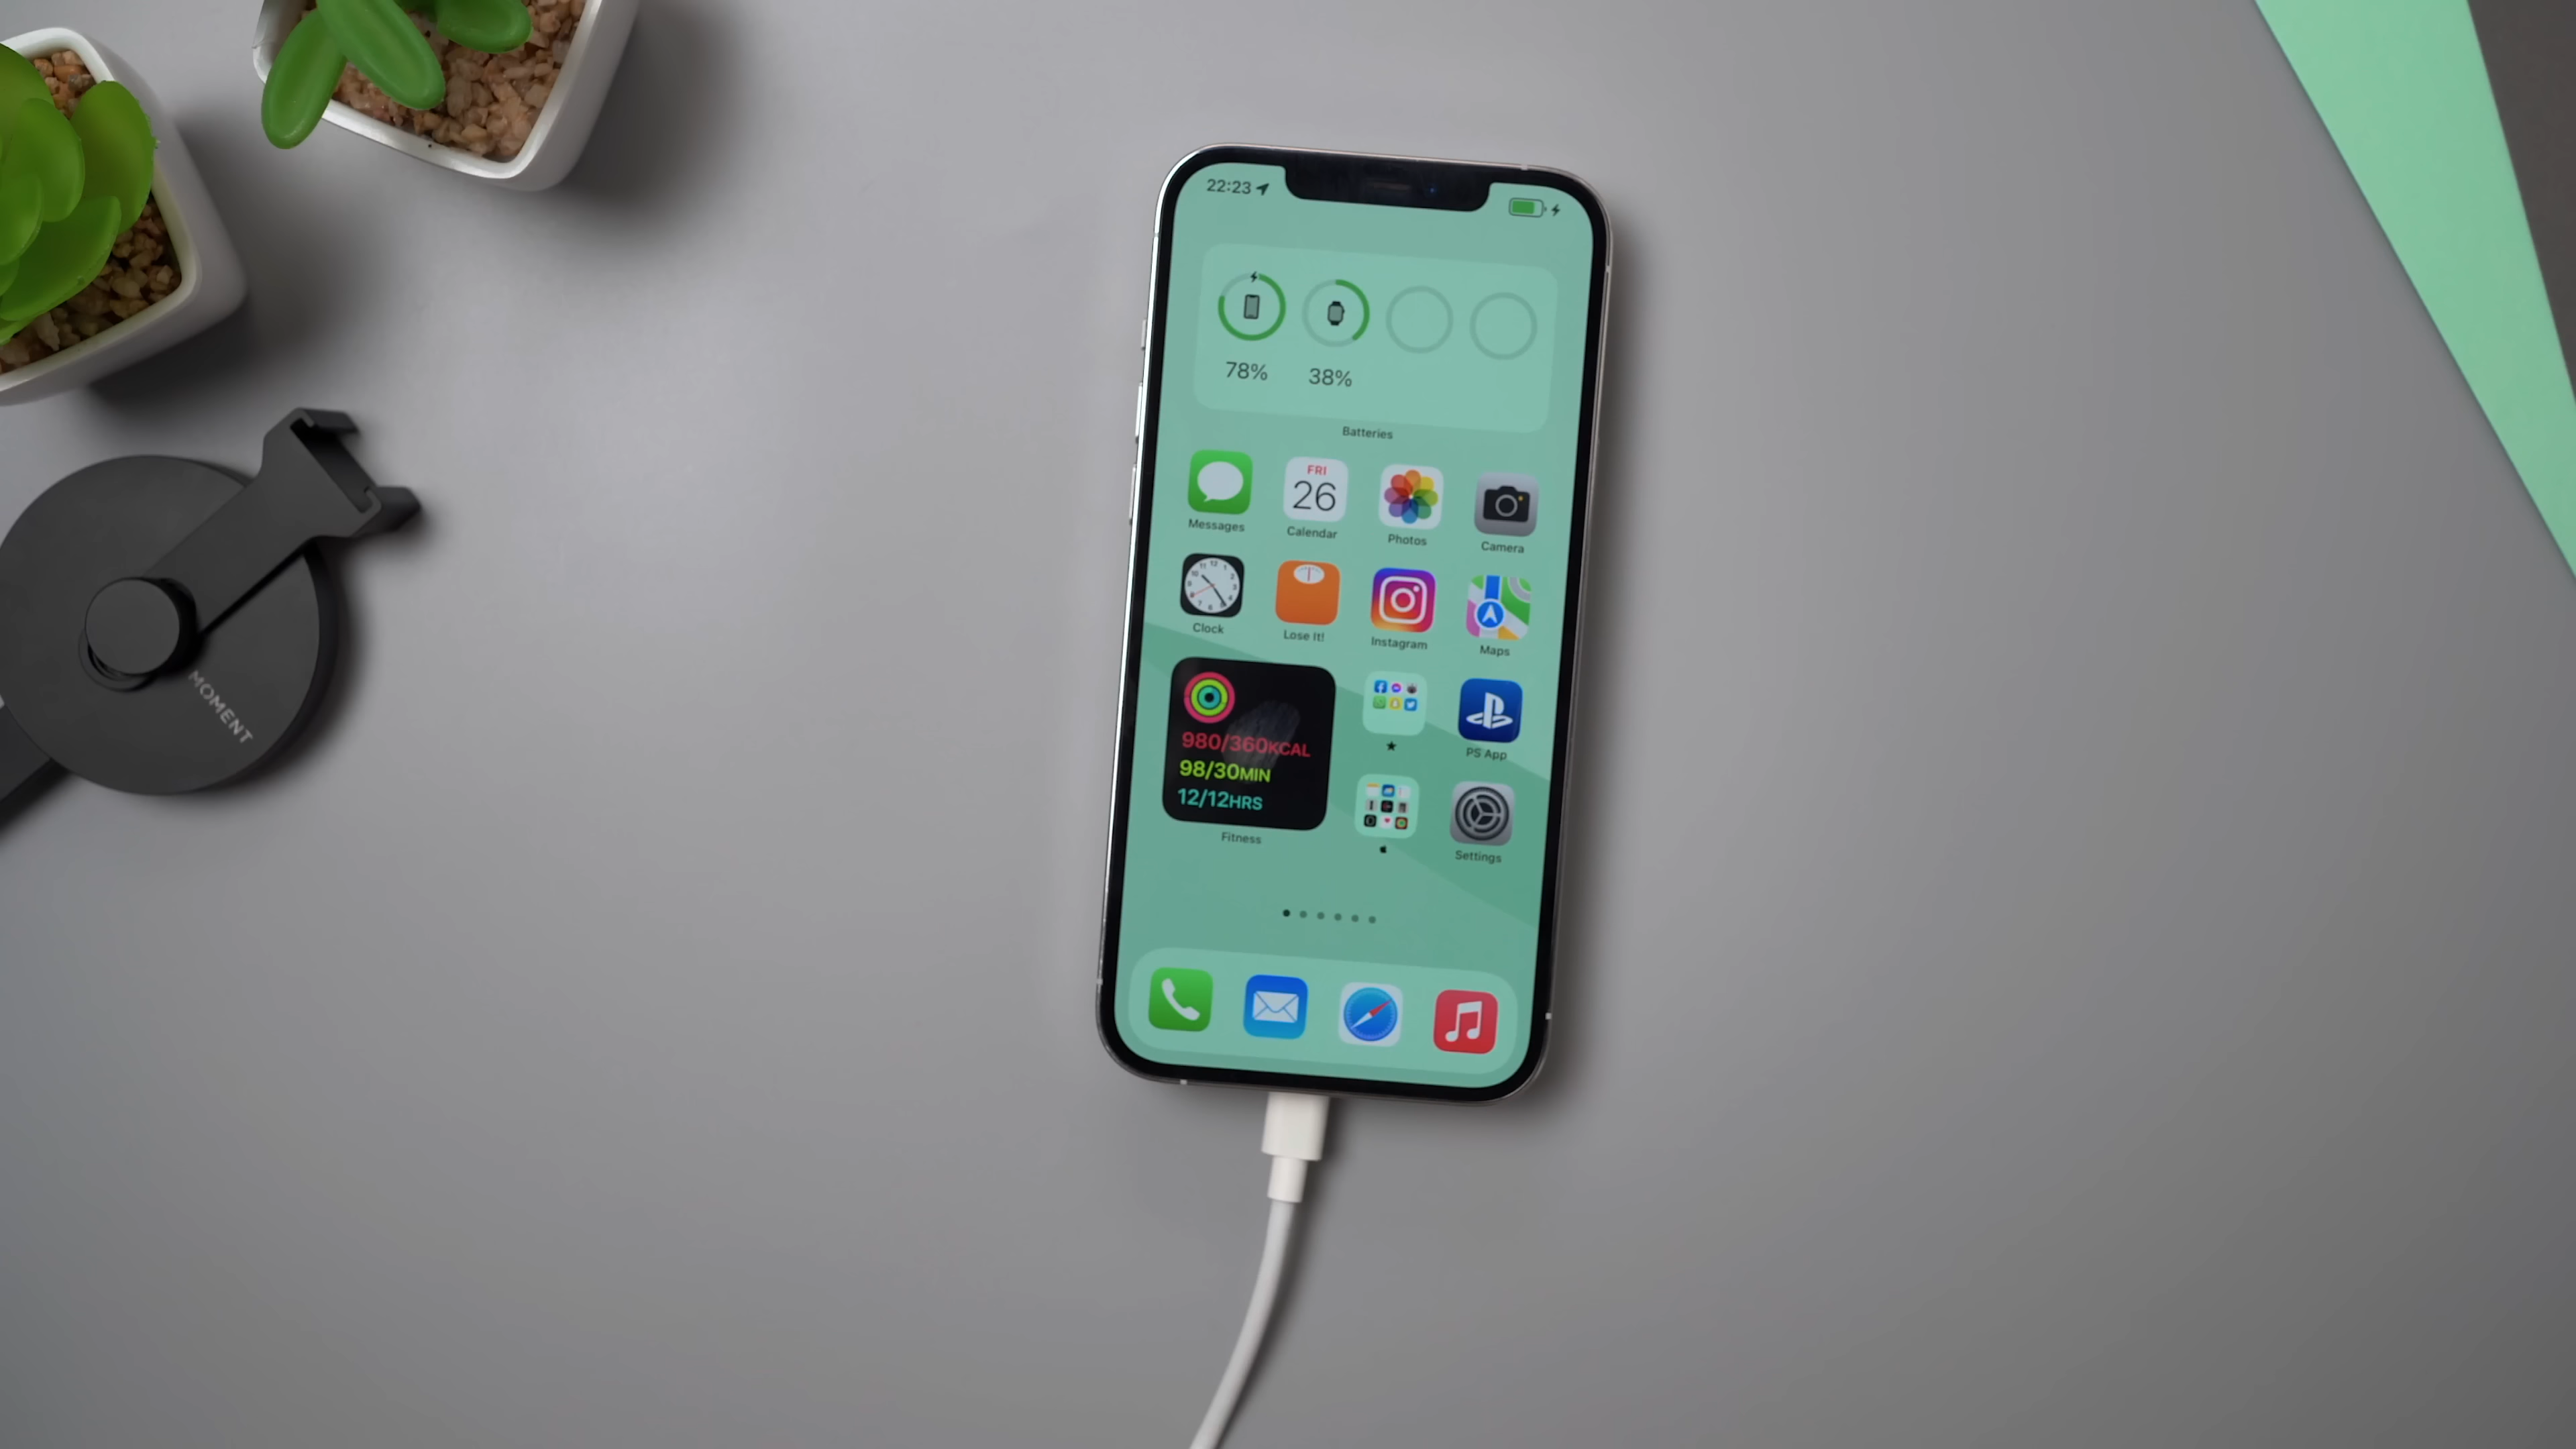 22:23
78% 38%
Batteries
FRI
26
Messages Calendar Photos Camera
Clock Lose It! Instagram Maps
980/360KCAL
98/30MIN
12/12HRS
Fitness
PS App
Settings
MOMENT